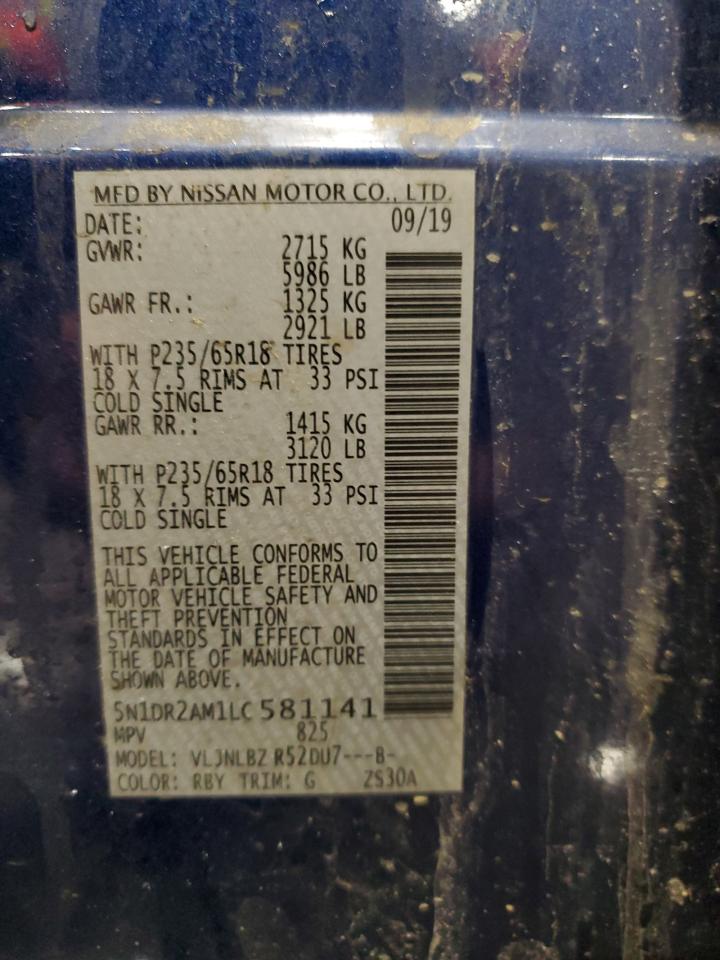 MFD BY NISSAN MOTOR CO., LTD.
DATE: 09/19
GVWR: 2715 KG
5986 LB
GAWR FR.: 1325 KG
2921 LB
WITH P235/65R18 TIRES
18 X 7.5 RIMS AT 33 PSI
COLD SINGLE
GAWR RR.: 1415 KG
3120 LB
WITH P235/65R18 TIRES
18 X 7.5 RIMS AT 33 PSI
COLD SINGLE
THIS VEHICLE CONFORMS TO
ALL APPLICABLE FEDERAL
MOTOR VEHICLE SAFETY AND
THEFT PREVENTION
STANDARDS IN EFFECT ON
THE DATE OF MANUFACTURE
SHOWN ABOVE.
5N1DR2AM1LC581141
MPV 825
MODEL: VLJNLBZ R52DU7---B-
COLOR: RBY TRIM: G ZS30A